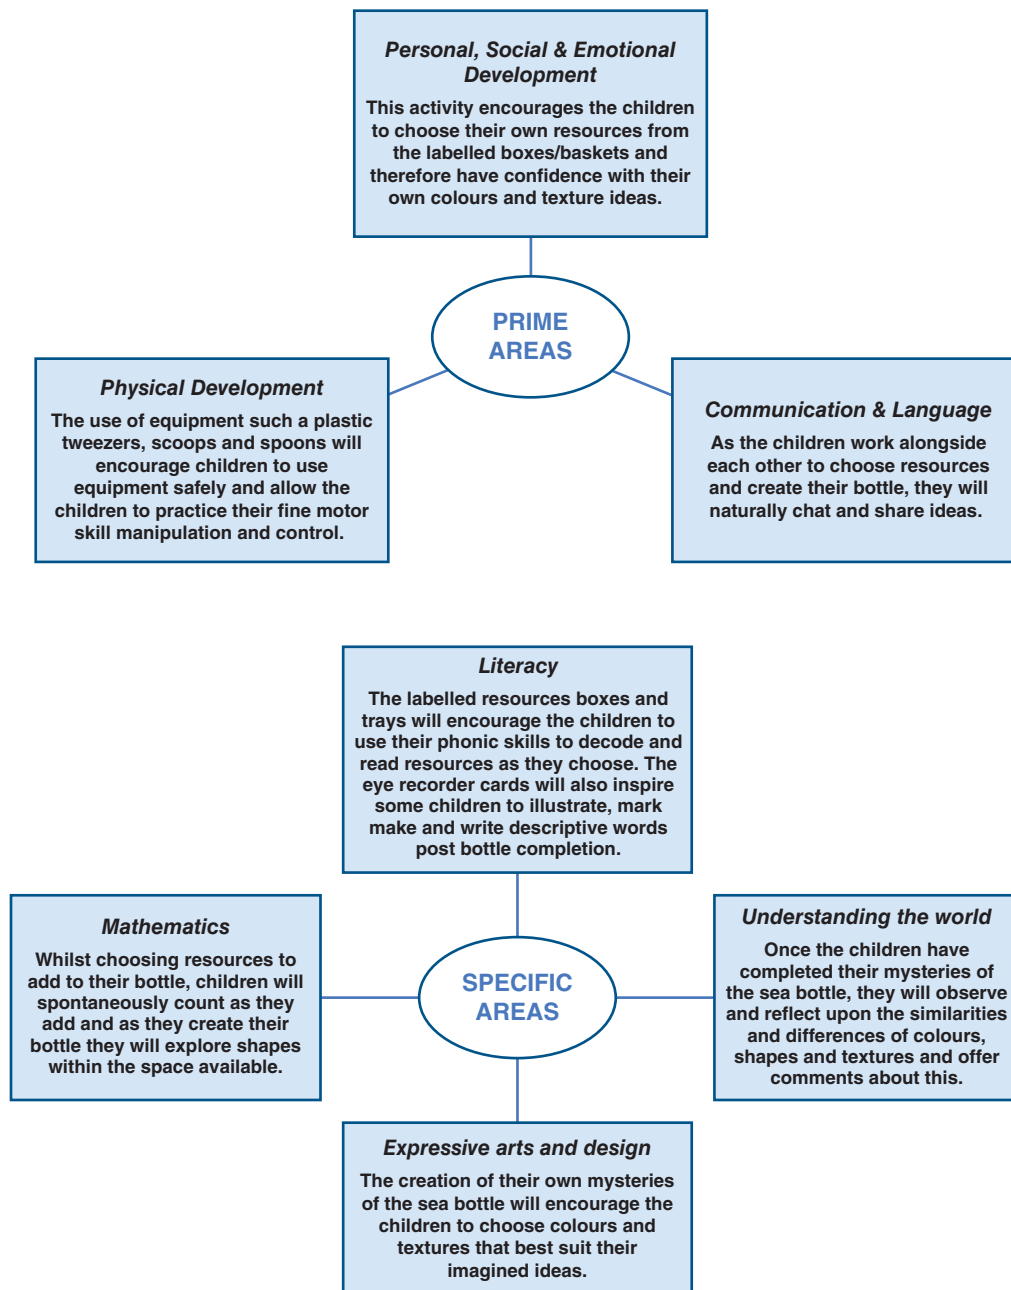 Personal, Social & Emotional
Development
This activity encourages the children
to choose their own resources from
the labelled boxes/baskets and
therefore have confidence with their
own colours and texture ideas.
PRIME
AREAS
Physical Development
The use of equipment such a plastic
tweezers, scoops and spoons will
encourage children to use
equipment safely and allow the
children to practice their fine motor
skill manipulation and control.
Communication & Language
As the children work alongside
each other to choose resources
and create their bottle, they will
naturally chat and share ideas.
Literacy
The labelled resources boxes and
trays will encourage the children to
use their phonic skills to decode and
read resources as they choose. The
eye recorder cards will also inspire
some children to illustrate, mark
make and write descriptive words
post bottle completion.
Mathematics
Whilst choosing resources to
add to their bottle, children will
spontaneously count as they
add and as they create their
bottle they will explore shapes
within the space available.
SPECIFIC
AREAS
Understanding the world
Once the children have
completed their mysteries of
the sea bottle, they will observe
and reflect upon the similarities
and differences of colours,
shapes and textures and offer
comments about this.
Expressive arts and design
The creation of their own mysteries
of the sea bottle will encourage the
children to choose colours and
textures that best suit their
imagined ideas.